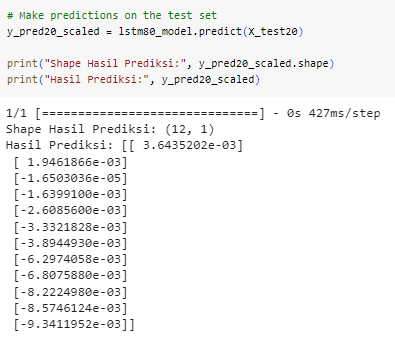 # Make predictions on the test set
y_pred20_scaled = lstm80_model.predict(X_test20)
print("Shape Hasil Prediksi:", y_pred20_scaled.shape)
print("Hasil Prediksi:", y_pred20_scaled)
1/1 [==============================] - 0s 427ms/step
Shape Hasil Prediksi: (12, 1)
Hasil Prediksi: [[ 3.6435202e-03]
[ 1.9461866e-03]
[-1.6503036e-05]
[-1.6399100e-03]
[-2.6085600e-03]
[-3.3321828e-03]
[-3.8944930e-03]
[-6.2974058e-03]
[-6.8075880e-03]
[-8.2224980e-03]
[-8.5746124e-03]
[-9.3411952e-03]]